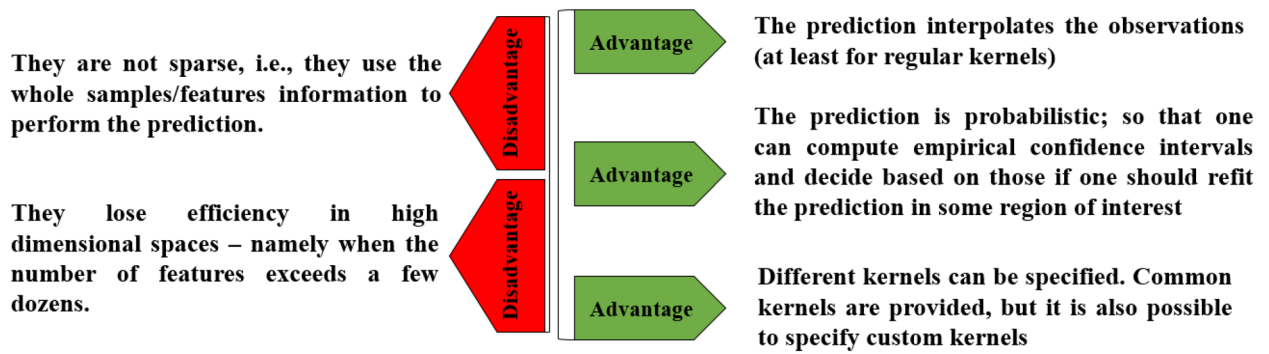 They are not sparse, i.e., they use the
whole samples/features information to
perform the prediction.
Disadvantage
They lose efficiency in high
dimensional spaces – namely when the
number of features exceeds a few
dozens.
Disadvantage
Advantage
The prediction interpolates the observations
(at least for regular kernels)
Advantage
The prediction is probabilistic; so that one
can compute empirical confidence intervals
and decide based on those if one should refit
the prediction in some region of interest
Advantage
Different kernels can be specified. Common
kernels are provided, but it is also possible
to specify custom kernels